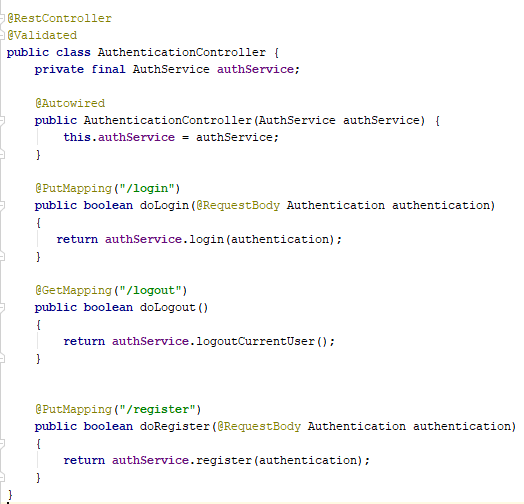 @RestController
@Validated
public class AuthenticationController {
    private final AuthService authService;

    @Autowired
    public AuthenticationController(AuthService authService) {
        this.authService = authService;
    }

    @PutMapping("/login")
    public boolean doLogin(@RequestBody Authentication authentication)
    {
       return authService.login(authentication);
    }

    @GetMapping("/logout")
    public boolean doLogout()
    {
        return authService.logoutCurrentUser();
    }


    @PutMapping("/register")
    public boolean doRegister(@RequestBody Authentication authentication)
    {
        return authService.register(authentication);
    }
}